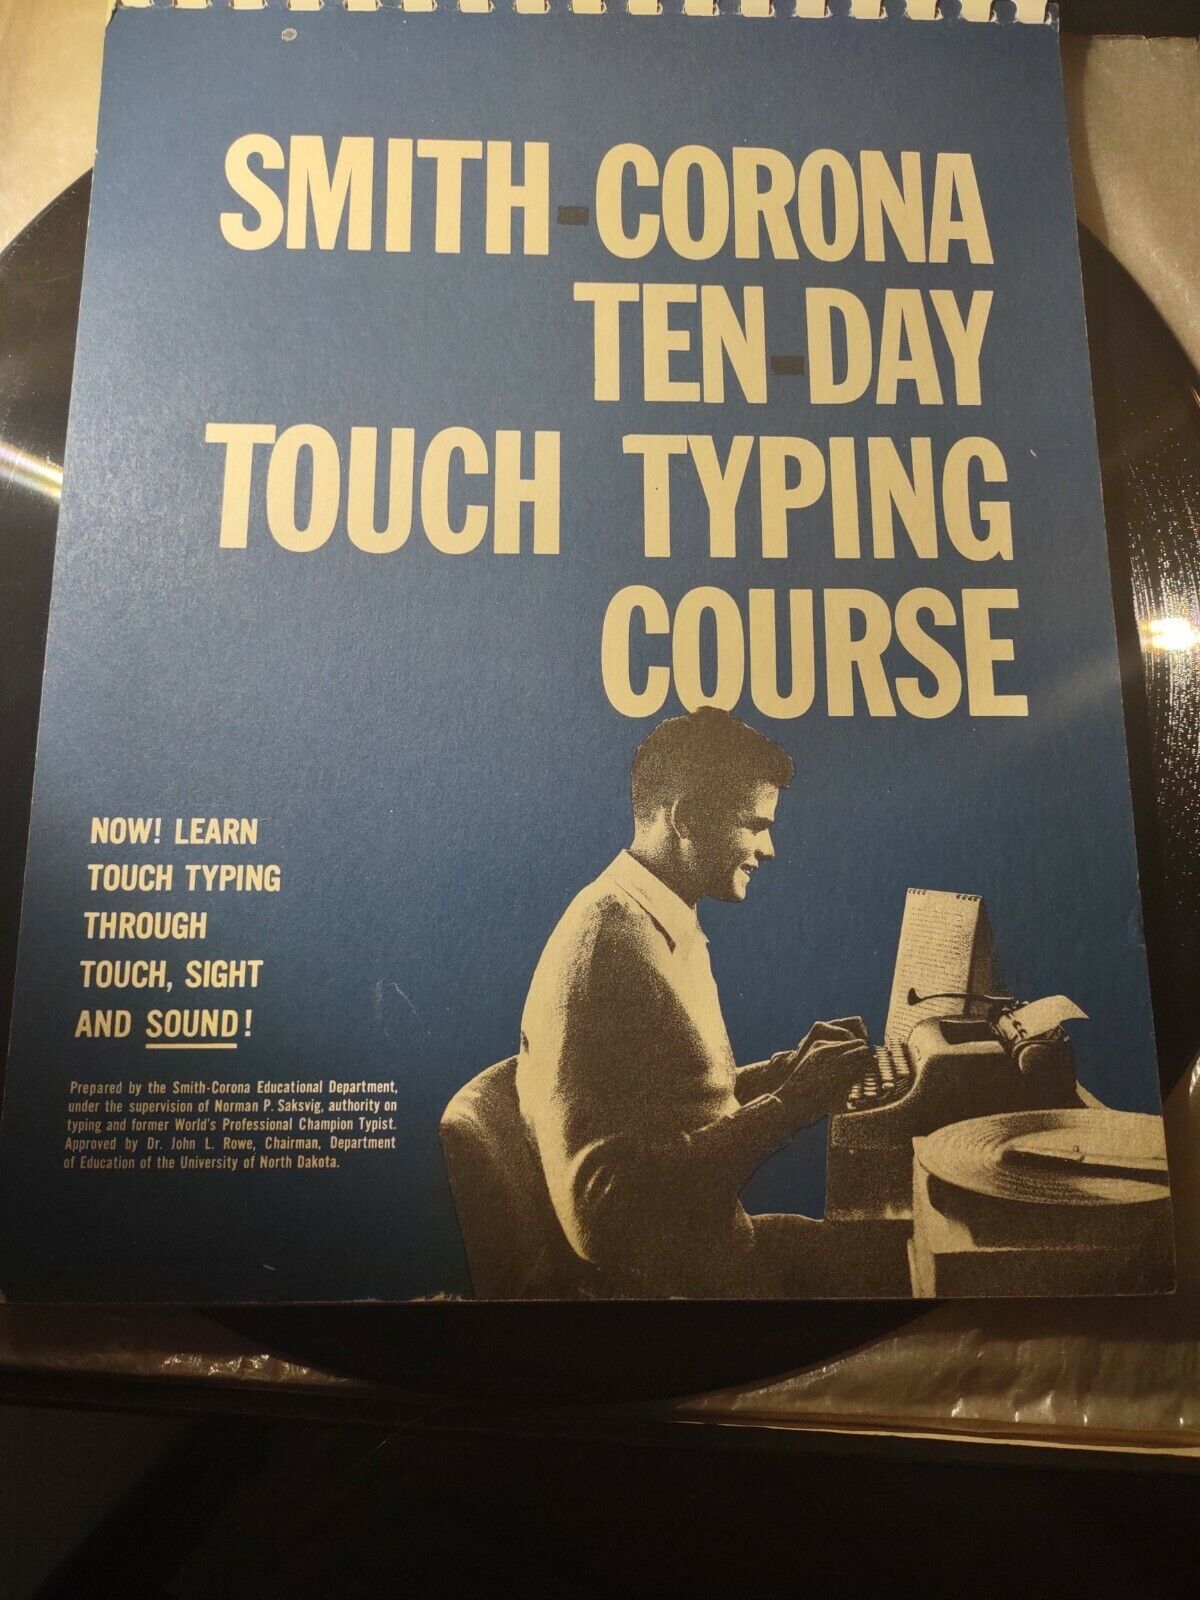 SMITH-CORONA
TEN-DAY
TOUCH TYPING
COURSE
NOW! LEARN
TOUCH TYPING
THROUGH
TOUCH, SIGHT
AND SOUND!
Prepared by the Smith-Corona Educational Department,
under the supervision of Norman P. Saksvig, authority on
typing and former World's Professional Champion Typist.
Approved by Dr. John L. Rowe, Chairman, Department
of Education of the University of North Dakota.